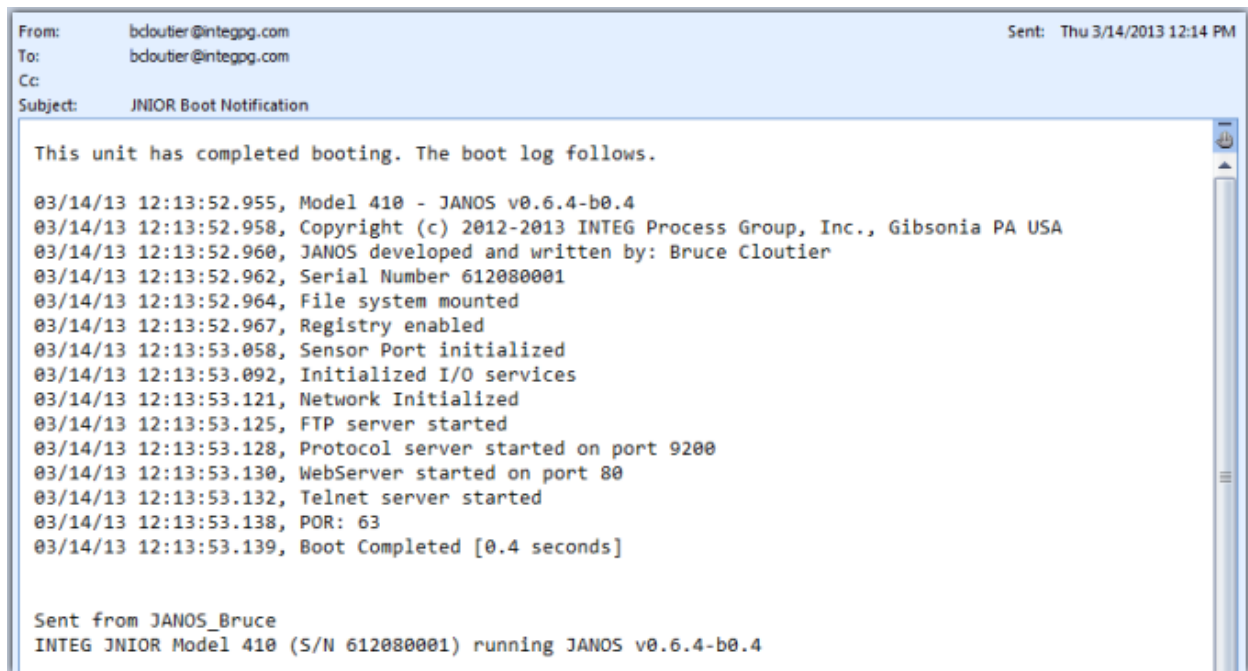 From: bcloutier@integpg.com Sent: Thu 3/14/2013 12:14 PM
To: bcloutier@integpg.com
Cc:
Subject: JNIOR Boot Notification
This unit has completed booting. The boot log follows.
03/14/13 12:13:52.955, Model 410 - JANOS v0.6.4-b0.4
03/14/13 12:13:52.958, Copyright (c) 2012-2013 INTEG Process Group, Inc., Gibsonia PA USA
03/14/13 12:13:52.960, JANOS developed and written by: Bruce Cloutier
03/14/13 12:13:52.962, Serial Number 612080001
03/14/13 12:13:52.964, File system mounted
03/14/13 12:13:52.967, Registry enabled
03/14/13 12:13:53.058, Sensor Port initialized
03/14/13 12:13:53.092, Initialized I/O services
03/14/13 12:13:53.121, Network Initialized
03/14/13 12:13:53.125, FTP server started
03/14/13 12:13:53.128, Protocol server started on port 9200
03/14/13 12:13:53.130, WebServer started on port 80
03/14/13 12:13:53.132, Telnet server started
03/14/13 12:13:53.138, POR: 63
03/14/13 12:13:53.139, Boot Completed [0.4 seconds]
Sent from JANOS_Bruce
INTEG JNIOR Model 410 (S/N 612080001) running JANOS v0.6.4-b0.4